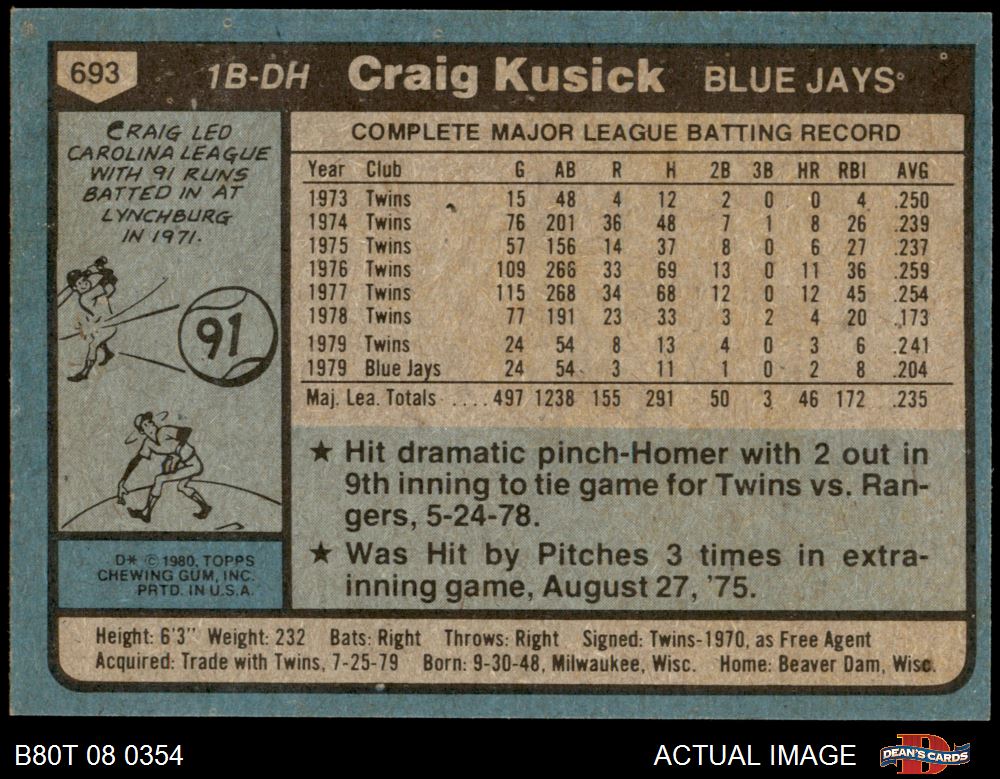 693 1B-DH Craig Kusick BLUE JAYS
CRAIG LED
CAROLINA LEAGUE
WITH 91 RUNS
BATTED IN AT
LYNCHBURG
IN 1971.
91
D* © 1980, TOPPS
CHEWING GUM, INC.
PRTD. IN U.S.A.
COMPLETE MAJOR LEAGUE BATTING RECORD
Year Club G AB R H 2B 3B HR RBI AVG
1973 Twins 15 48 4 12 2 0 0 4 .250
1974 Twins 76 201 36 48 7 1 8 26 .239
1975 Twins 57 156 14 37 8 0 6 27 .237
1976 Twins 109 266 33 69 13 0 11 36 .259
1977 Twins 115 268 34 68 12 0 12 45 .254
1978 Twins 77 191 23 33 3 2 4 20 .173
1979 Twins 24 54 8 13 4 0 3 6 .241
1979 Blue Jays 24 54 3 11 1 0 2 8 .204
Maj. Lea. Totals ....497 1238 155 291 50 3 46 172 .235
★ Hit dramatic pinch-Homer with 2 out in
9th inning to tie game for Twins vs. Ran-
gers, 5-24-78.
★ Was Hit by Pitches 3 times in extra-
inning game, August 27, '75.
Height: 6'3" Weight: 232 Bats: Right Throws: Right Signed: Twins-1970, as Free Agent
Acquired: Trade with Twins, 7-25-79 Born: 9-30-48, Milwaukee, Wisc. Home: Beaver Dam, Wisc.
B80T 08 0354 ACTUAL IMAGE DEAN'S CARDS